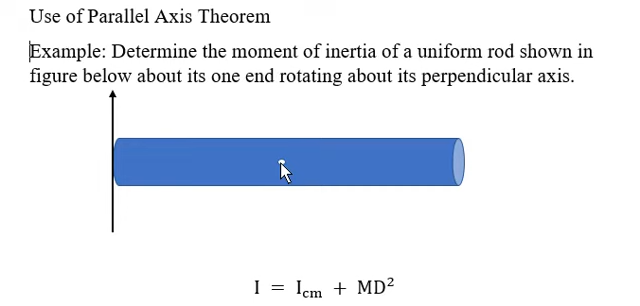 Use of Parallel Axis Theorem
Example: Determine the moment of inertia of a uniform rod shown in
figure below about its one end rotating about its perpendicular axis.
I = I_cm + MD²